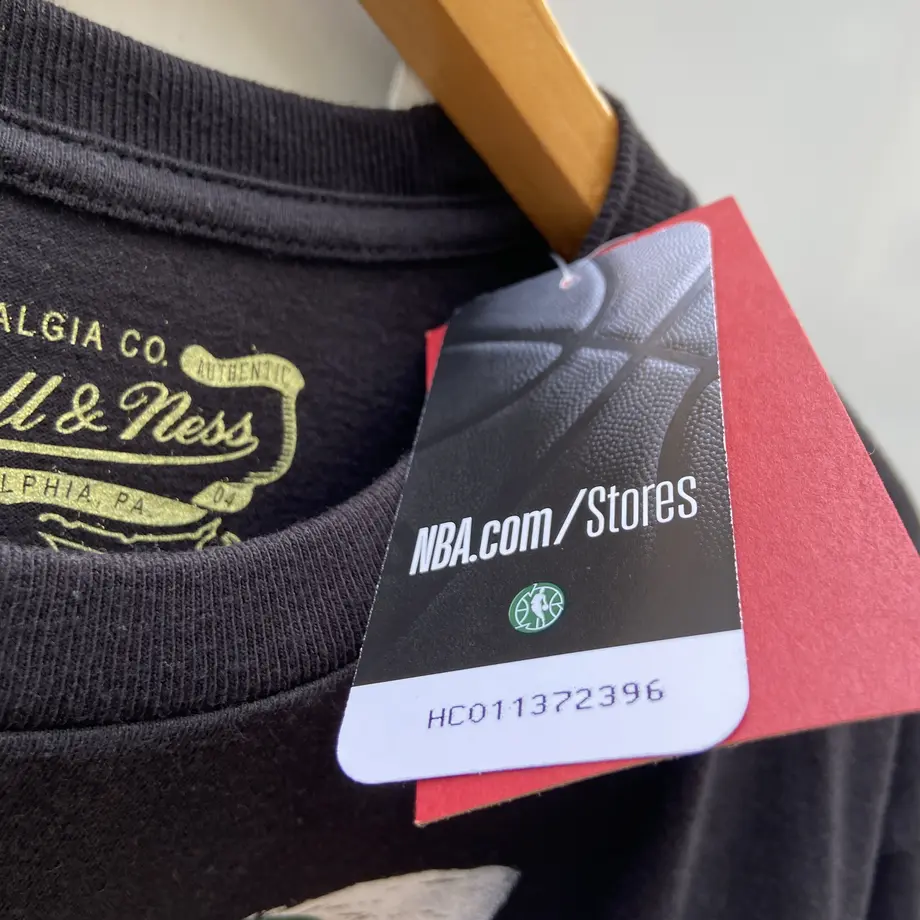 ALGIA CO.
AUTHENTIC
ll & Ness
LPHIA, PA
04
NBA.com/Stores
HC011372396